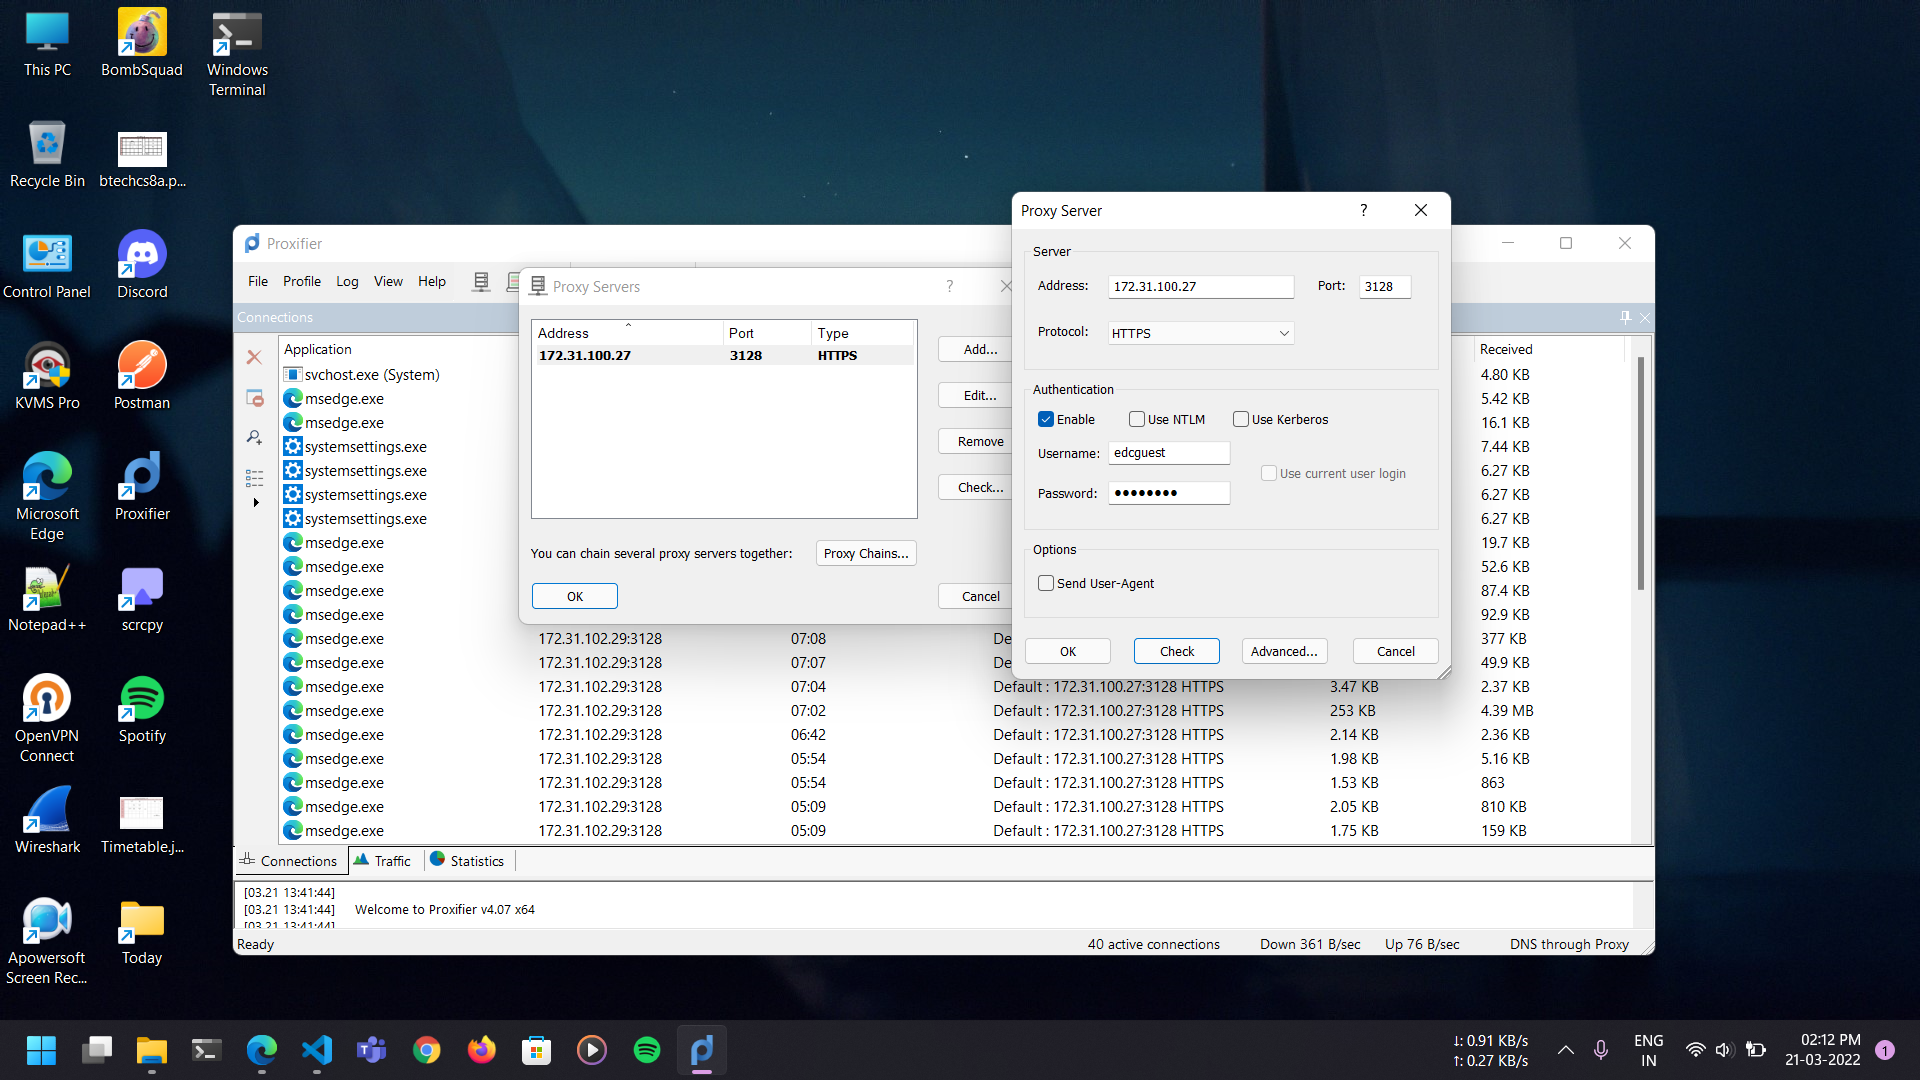 This PC
BombSquad
Windows
Terminal
Recycle Bin
btechcs8a.p...
Control Panel
Discord
KVMS Pro
Postman
Microsoft
Edge
Proxifier
Notepad++
scrcpy
OpenVPN
Connect
Spotify
Wireshark
Timetable.j...
Apowersoft
Screen Rec...
Today
Proxifier
File Profile Log View Help
Connections
Application
Received
svchost.exe (System) 4.80 KB
msedge.exe 5.42 KB
msedge.exe 16.1 KB
systemsettings.exe 7.44 KB
systemsettings.exe 6.27 KB
systemsettings.exe 6.27 KB
systemsettings.exe 6.27 KB
msedge.exe 19.7 KB
msedge.exe 52.6 KB
msedge.exe 87.4 KB
msedge.exe 92.9 KB
msedge.exe 172.31.102.29:3128 07:08 De 377 KB
msedge.exe 172.31.102.29:3128 07:07 De 49.9 KB
msedge.exe 172.31.102.29:3128 07:04 Default : 172.31.100.27:3128 HTTPS 3.47 KB 2.37 KB
msedge.exe 172.31.102.29:3128 07:02 Default : 172.31.100.27:3128 HTTPS 253 KB 4.39 MB
msedge.exe 172.31.102.29:3128 06:42 Default : 172.31.100.27:3128 HTTPS 2.14 KB 2.36 KB
msedge.exe 172.31.102.29:3128 05:54 Default : 172.31.100.27:3128 HTTPS 1.98 KB 5.16 KB
msedge.exe 172.31.102.29:3128 05:54 Default : 172.31.100.27:3128 HTTPS 1.53 KB 863
msedge.exe 172.31.102.29:3128 05:09 Default : 172.31.100.27:3128 HTTPS 2.05 KB 810 KB
msedge.exe 172.31.102.29:3128 05:09 Default : 172.31.100.27:3128 HTTPS 1.75 KB 159 KB
Connections Traffic Statistics
[03.21 13:41:44]
[03.21 13:41:44] Welcome to Proxifier v4.07 x64
[03.21 13:41:44]
Ready 40 active connections Down 361 B/sec Up 76 B/sec DNS through Proxy
Proxy Servers ?
Address Port Type
172.31.100.27 3128 HTTPS
Add...
Edit...
Remove
Check...
You can chain several proxy servers together: Proxy Chains...
OK Cancel
Proxy Server ?
Server
Address: 172.31.100.27 Port: 3128
Protocol: HTTPS
Authentication
Enable Use NTLM Use Kerberos
Username: edcguest
Use current user login
Password: ●●●●●●●●
Options
Send User-Agent
OK Check Advanced... Cancel
↓: 0.91 KB/s
↑: 0.27 KB/s
ENG
IN
02:12 PM
21-03-2022
1